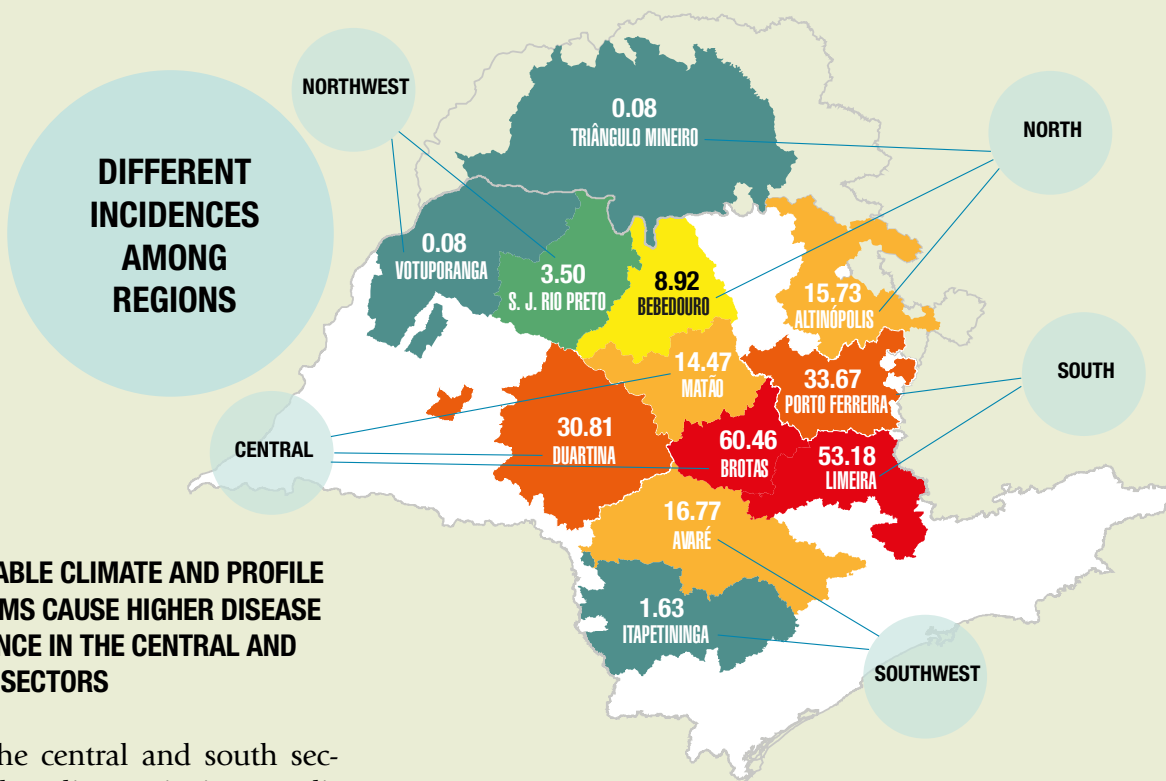 DIFFERENT
INCIDENCES
AMONG
REGIONS
NORTHWEST
NORTH
0.08
TRIÂNGULO MINEIRO
0.08
VOTUPORANGA
3.50
S. J. RIO PRETO
8.92
BEBEDOURO
15.73
ALTINÓPOLIS
SOUTH
14.47
MATÃO
33.67
PORTO FERREIRA
CENTRAL
30.81
DUARTINA
60.46
BROTAS
53.18
LIMEIRA
16.77
AVARÉ
1.63
ITAPETININGA
SOUTHWEST
ABLE CLIMATE AND PROFILE
MS CAUSE HIGHER DISEASE
NCE IN THE CENTRAL AND
SECTORS
he central and south sec-